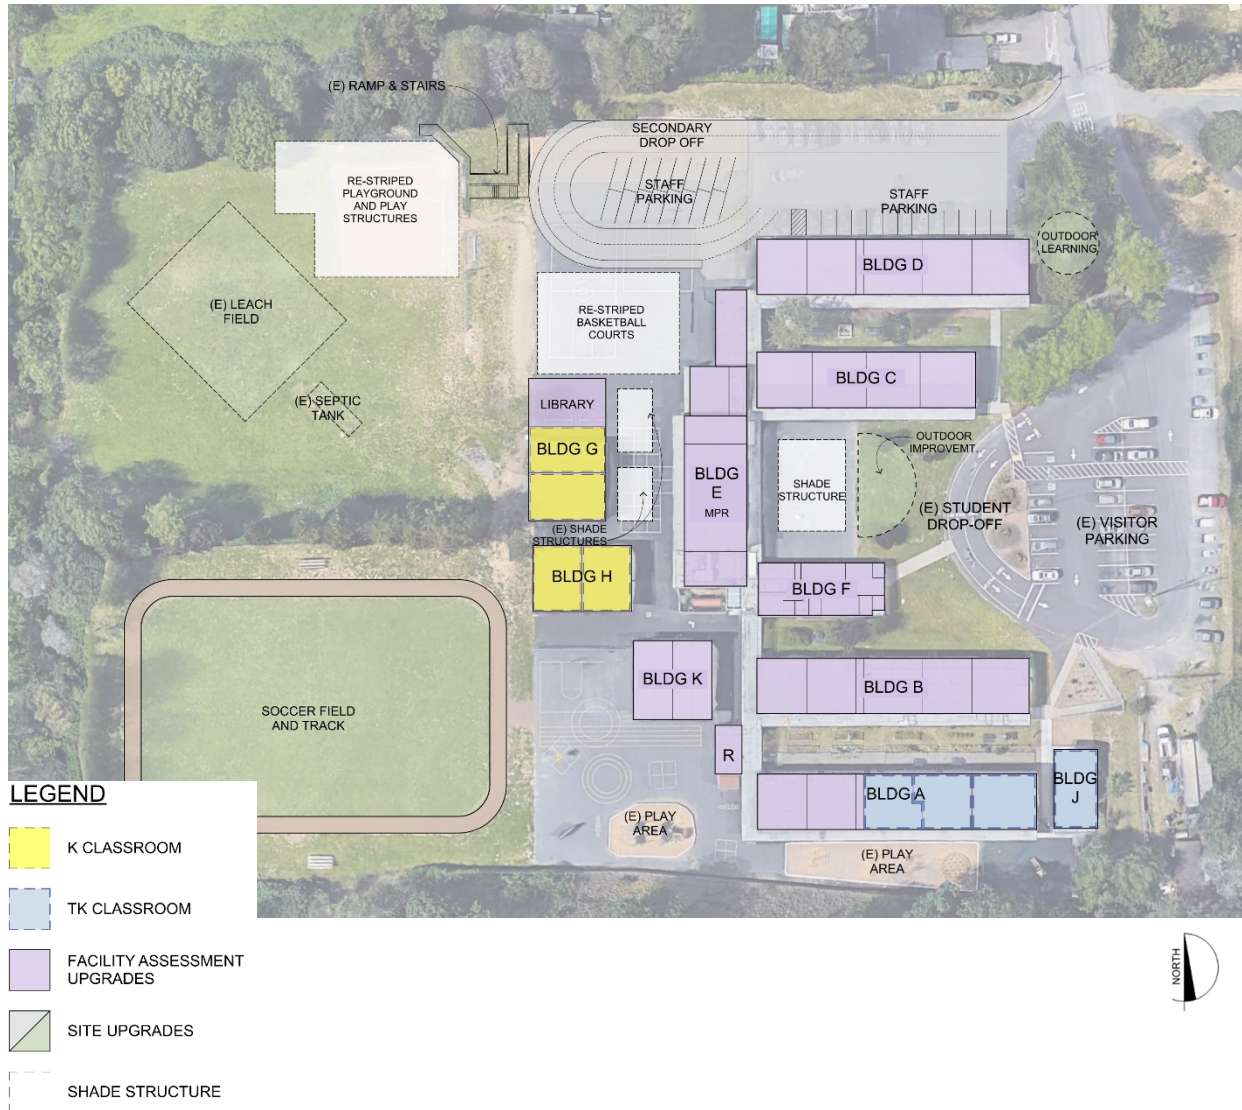 (E) RAMP & STAIRS
SECONDARY
DROP OFF
RE-STRIPED
PLAYGROUND
AND PLAY
STRUCTURES
STAFF
PARKING
STAFF
PARKING
OUTDOOR
LEARNING
BLDG D
(E) LEACH
FIELD
RE-STRIPED
BASKETBALL
COURTS
BLDG C
(E) SEPTIC
TANK
LIBRARY
BLDG G
OUTDOOR
IMPROVEMT.
BLDG
E
MPR
SHADE
STRUCTURE
(E) STUDENT
DROP-OFF
(E) VISITOR
PARKING
(E) SHADE
STRUCTURES
BLDG H
BLDG F
BLDG K
BLDG B
SOCCER FIELD
AND TRACK
R
BLDG A
BLDG
J
(E) PLAY
AREA
(E) PLAY
AREA
LEGEND
K CLASSROOM
TK CLASSROOM
FACILITY ASSESSMENT
UPGRADES
SITE UPGRADES
SHADE STRUCTURE
NORTH